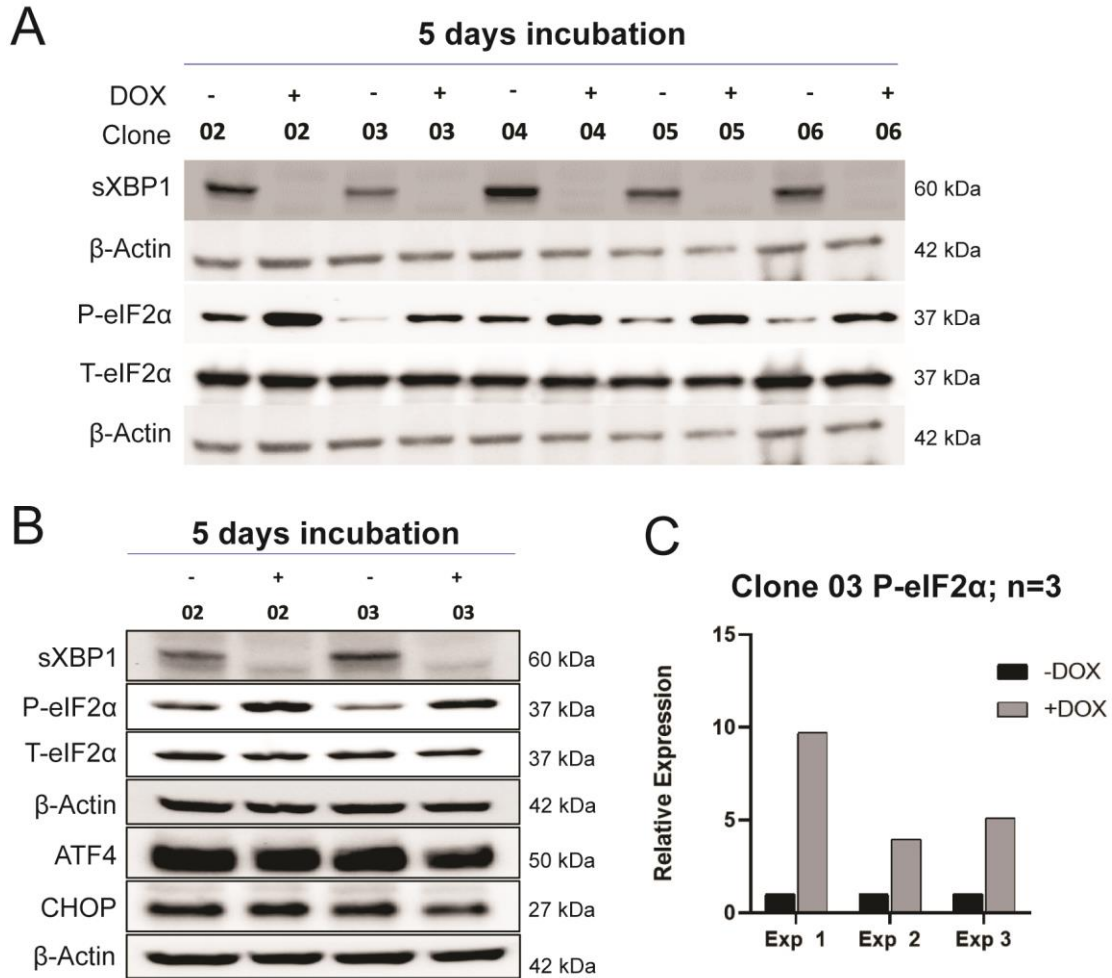 A
5 days incubation
DOX - + - + - + - + - +
Clone 02 02 03 03 04 04 05 05 06 06
sXBP1 60 kDa
β-Actin 42 kDa
P-eIF2α 37 kDa
T-eIF2α 37 kDa
β-Actin 42 kDa
B
5 days incubation
- + - +
02 02 03 03
sXBP1 60 kDa
P-eIF2α 37 kDa
T-eIF2α 37 kDa
β-Actin 42 kDa
ATF4 50 kDa
CHOP 27 kDa
β-Actin 42 kDa
C
Clone 03 P-eIF2α; n=3
Relative Expression
15
10
5
0
Exp 1 Exp 2 Exp 3
-DOX
+DOX